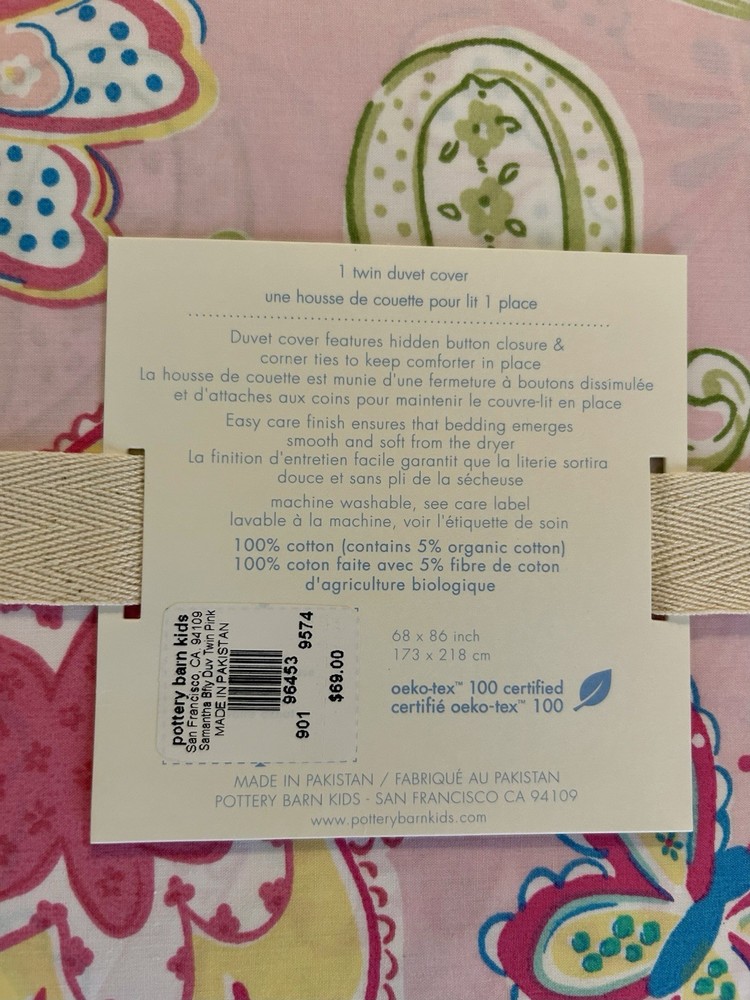 1 twin duvet cover
une housse de couette pour lit 1 place
Duvet cover features hidden button closure &
corner ties to keep comforter in place
La housse de couette est munie d'une fermeture à boutons dissimulée
et d'attaches aux coins pour maintenir le couvre-lit en place
Easy care finish ensures that bedding emerges
smooth and soft from the dryer
La finition d'entretien facile garantit que la literie sortira
douce et sans pli de la sécheuse
machine washable, see care label
lavable à la machine, voir l'étiquette de soin
100% cotton (contains 5% organic cotton)
100% coton faite avec 5% fibre de coton
d'agriculture biologique
pottery barn kids
San Francisco, CA. 94109
Samantha Bfly Duv Twin Pink
MADE IN PAKISTAN
96453 9574
901 $69.00
68 x 86 inch
173 x 218 cm
oeko-tex™ 100 certified
certifié oeko-tex™ 100
MADE IN PAKISTAN / FABRIQUÉ AU PAKISTAN
POTTERY BARN KIDS - SAN FRANCISCO CA 94109
www.potterybarnkids.com